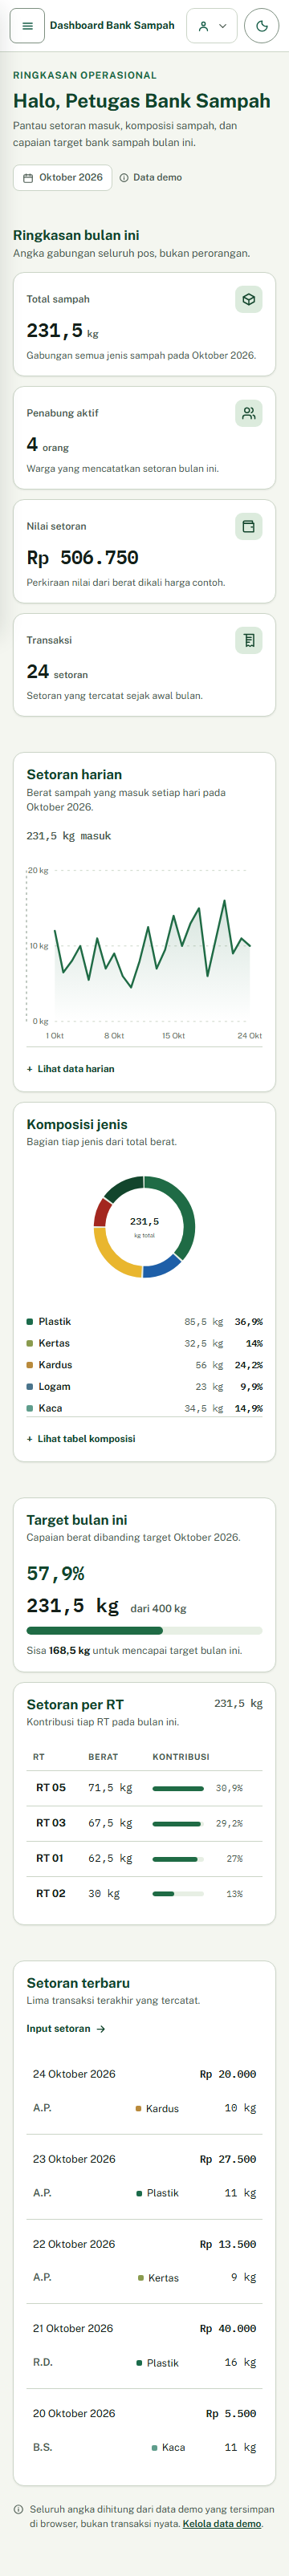 Dashboard Bank Sampah
RINGKASAN OPERASIONAL
Halo, Petugas Bank Sampah
Pantau setoran masuk, komposisi sampah, dan
capaian target bank sampah bulan ini.
Oktober 2026 Data demo
Ringkasan bulan ini
Angka gabungan seluruh pos, bukan perorangan.
Total sampah
231,5 kg
Gabungan semua jenis sampah pada Oktober 2026.
Penabung aktif
4 orang
Warga yang mencatatkan setoran bulan ini.
Nilai setoran
Rp 506.750
Perkiraan nilai dari berat dikali harga contoh.
Transaksi
24 setoran
Setoran yang tercatat sejak awal bulan.
Setoran harian
Berat sampah yang masuk setiap hari pada
Oktober 2026.
231,5 kg masuk
20 kg
10 kg
0 kg
1 Okt 8 Okt 15 Okt 24 Okt
+ Lihat data harian
Komposisi jenis
Bagian tiap jenis dari total berat.
231,5
kg total
Plastik 85,5 kg 36,9%
Kertas 32,5 kg 14%
Kardus 56 kg 24,2%
Logam 23 kg 9,9%
Kaca 34,5 kg 14,9%
+ Lihat tabel komposisi
Target bulan ini
Capaian berat dibanding target Oktober 2026.
57,9%
231,5 kg dari 400 kg
Sisa 168,5 kg untuk mencapai target bulan ini.
Setoran per RT 231,5 kg
Kontribusi tiap RT pada bulan ini.
RT BERAT KONTRIBUSI
RT 05 71,5 kg 30,9%
RT 03 67,5 kg 29,2%
RT 01 62,5 kg 27%
RT 02 30 kg 13%
Setoran terbaru
Lima transaksi terakhir yang tercatat.
Input setoran →
24 Oktober 2026 Rp 20.000
A.P. Kardus 10 kg
23 Oktober 2026 Rp 27.500
A.P. Plastik 11 kg
22 Oktober 2026 Rp 13.500
A.P. Kertas 9 kg
21 Oktober 2026 Rp 40.000
R.D. Plastik 16 kg
20 Oktober 2026 Rp 5.500
B.S. Kaca 11 kg
Seluruh angka dihitung dari data demo yang tersimpan
di browser, bukan transaksi nyata. Kelola data demo.